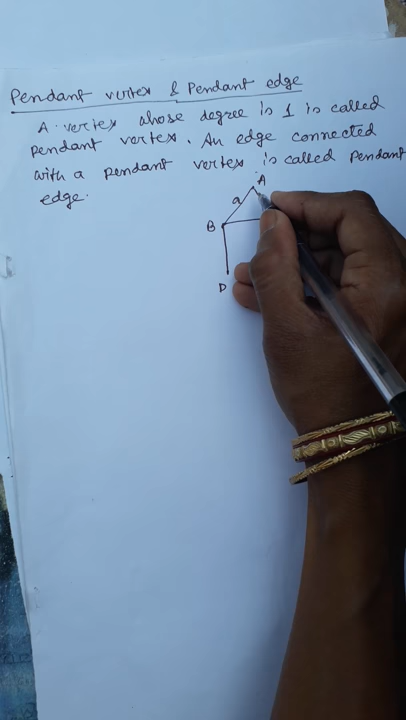 Pendant vertex & Pendant edge
A vertex whose degree is 1 is called
pendant vertex. An edge connected
with a pendant vertex is called Pendant
edge.
A
a
B
D